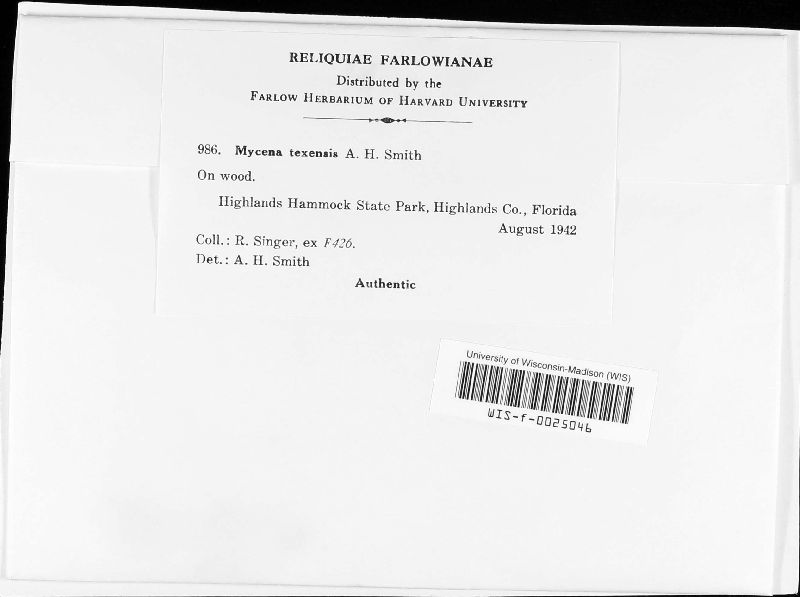 RELIQUIAE FARLOWIANAE
Distributed by the
FARLOW HERBARIUM OF HARVARD UNIVERSITY
986. Mycena texensis A. H. Smith
On wood.
Highlands Hammock State Park, Highlands Co., Florida
August 1942
Coll.: R. Singer, ex F426.
Det.: A. H. Smith
Authentic
University of Wisconsin-Madison (WIS)
WIS-f-0025046